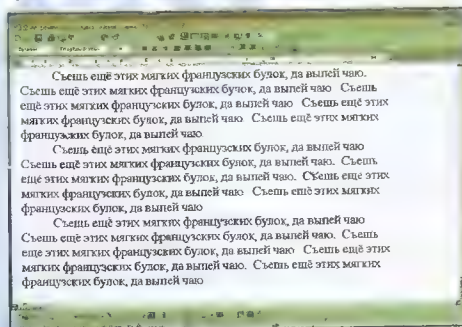 Съешь ещё этих мягких французских булок, да выпей чаю.
Съешь ещё этих мягких французских булок, да выпей чаю Съешь
ещё этих мягких французских булок, да выпей чаю Съешь ещё этих
мягких французских булок, да выпей чаю Съешь ещё этих мягких
французских булок, да выпей чаю
Съешь ещё этих мягких французских булок, да выпей чаю
Съешь ещё этих мягких французских булок, да выпей чаю. Съешь
ещё этих мягких французских булок, да выпей чаю. Съешь еще этих
мягких французских булок, да выпей чаю Съешь ещё этих мягких
французских булок, да выпей чаю
Съешь ещё этих мягких французских булок, да выпей чаю
Съешь ещё этих мягких французских булок, да выпей чаю. Съешь
еще этих мягких французских булок, да выпей чаю Съешь ещё этих
мягких французских булок, да выпей чаю. Съешь ещё этих мягких
французских булок, да выпей чаю